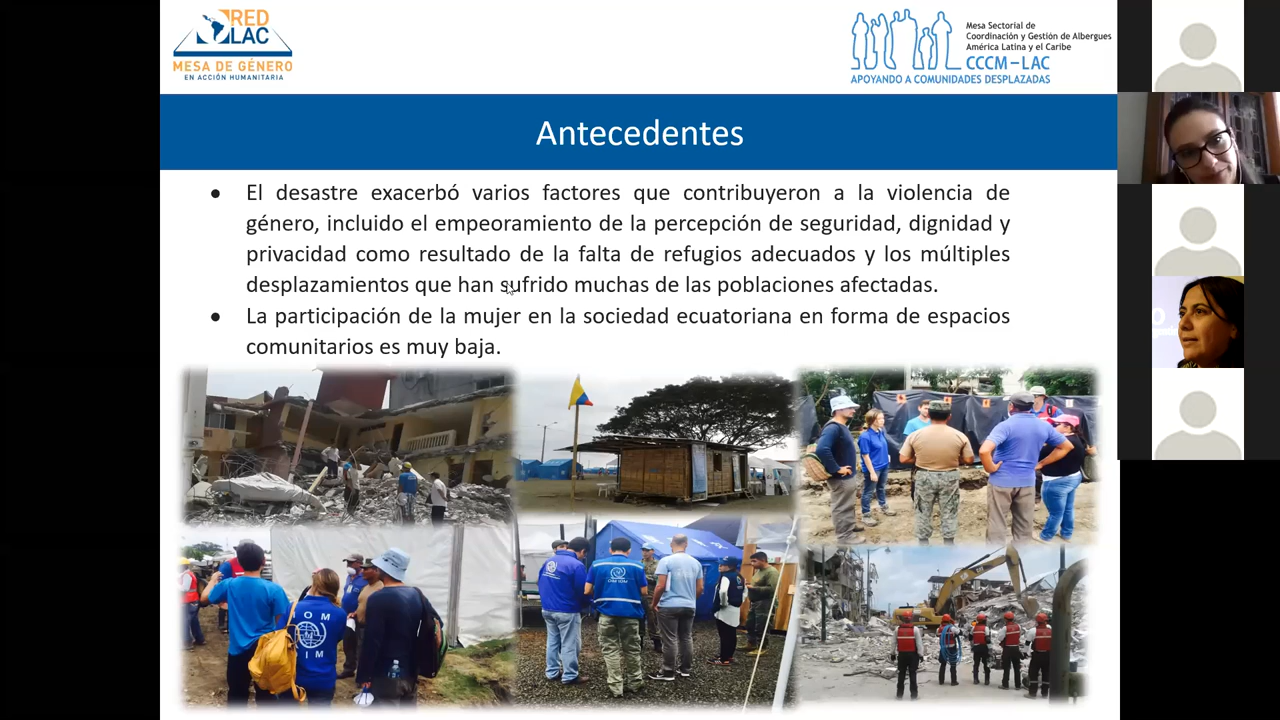 RED
LAC
MESA DE GÉNERO
EN ACCIÓN HUMANITARIA
Mesa Sectorial de
Coordinación y Gestión de Albergues
América Latina y el Caribe
CCCM–LAC
APOYANDO A COMUNIDADES DESPLAZADAS
Antecedentes
• El desastre exacerbó varios factores que contribuyeron a la violencia de
género, incluido el empeoramiento de la percepción de seguridad, dignidad y
privacidad como resultado de la falta de refugios adecuados y los múltiples
desplazamientos que han sufrido muchas de las poblaciones afectadas.
• La participación de la mujer en la sociedad ecuatoriana en forma de espacios
comunitarios es muy baja.
I O M
I M